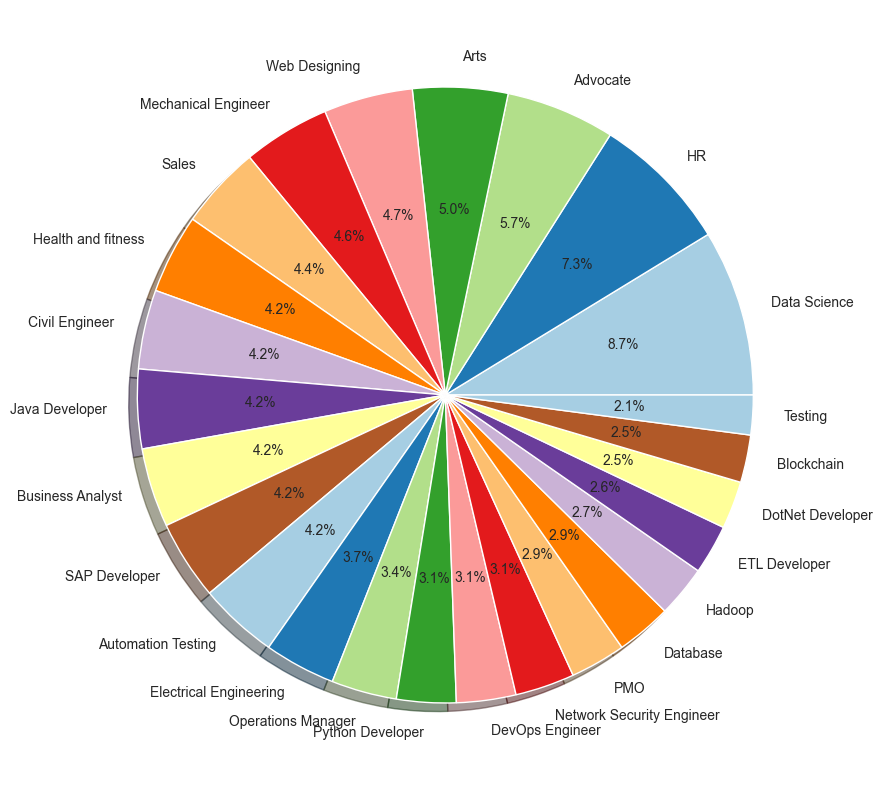 Arts
Web Designing
Advocate
Mechanical Engineer
HR
Sales
Health and fitness
Data Science
Civil Engineer
Java Developer
Testing
Business Analyst
Blockchain
DotNet Developer
SAP Developer
ETL Developer
Hadoop
Automation Testing
Database
Electrical Engineering
PMO
Operations Manager
Network Security Engineer
Python Developer
DevOps Engineer
5.0%
4.7%
5.7%
4.6%
7.3%
4.4%
4.2%
8.7%
4.2%
4.2%
2.1%
2.5%
4.2%
2.5%
4.2%
2.6%
2.7%
4.2%
2.9%
2.9%
3.7%
3.4%
3.1%
3.1%
3.1%